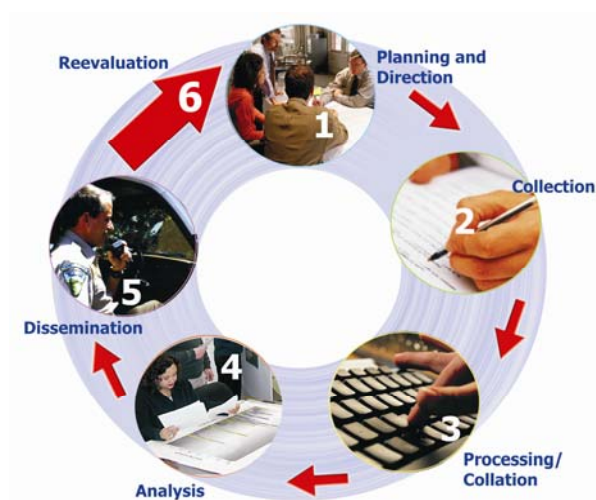 Reevaluation
6
1
Planning and
Direction
2
Collection
3
Processing/
Collation
4
Analysis
5
Dissemination